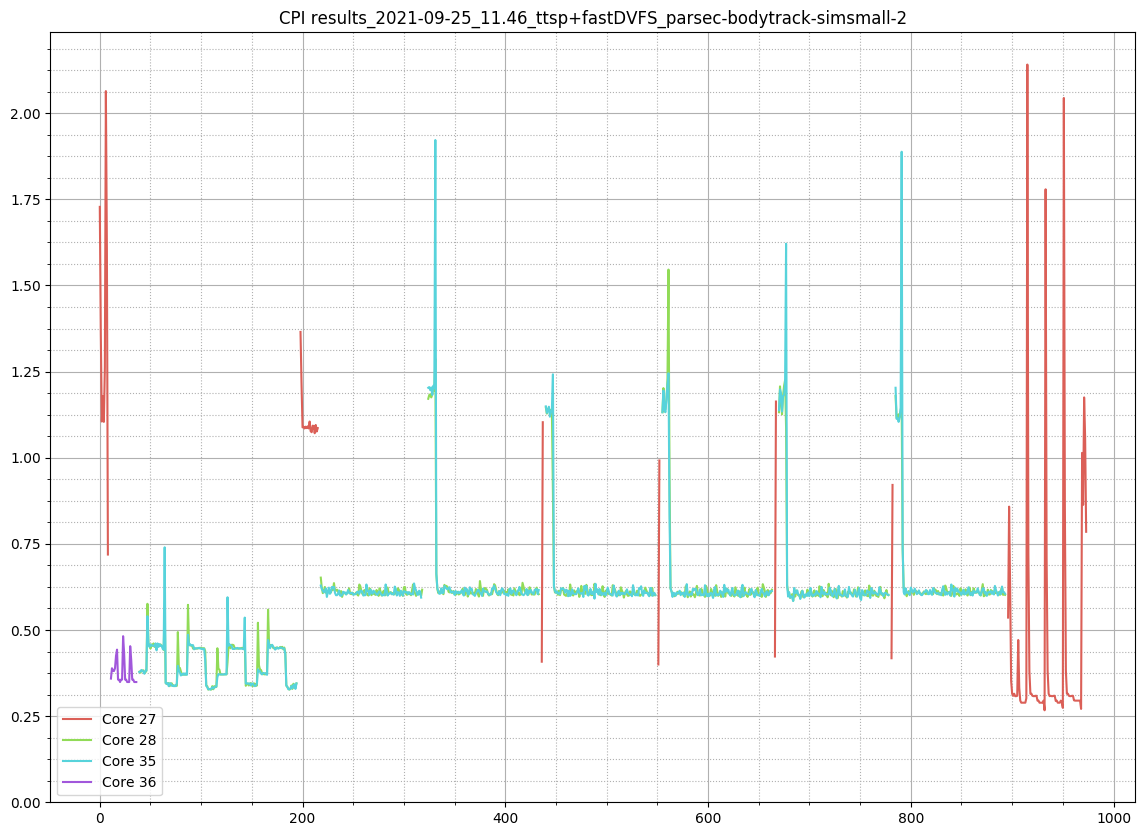 CPI results_2021-09-25_11.46_ttsp+fastDVFS_parsec-bodytrack-simsmall-2
2.00
1.75
1.50
1.25
1.00
0.75
0.50
0.25
0.00
Core 27
Core 28
Core 35
Core 36
0 200 400 600 800 1000